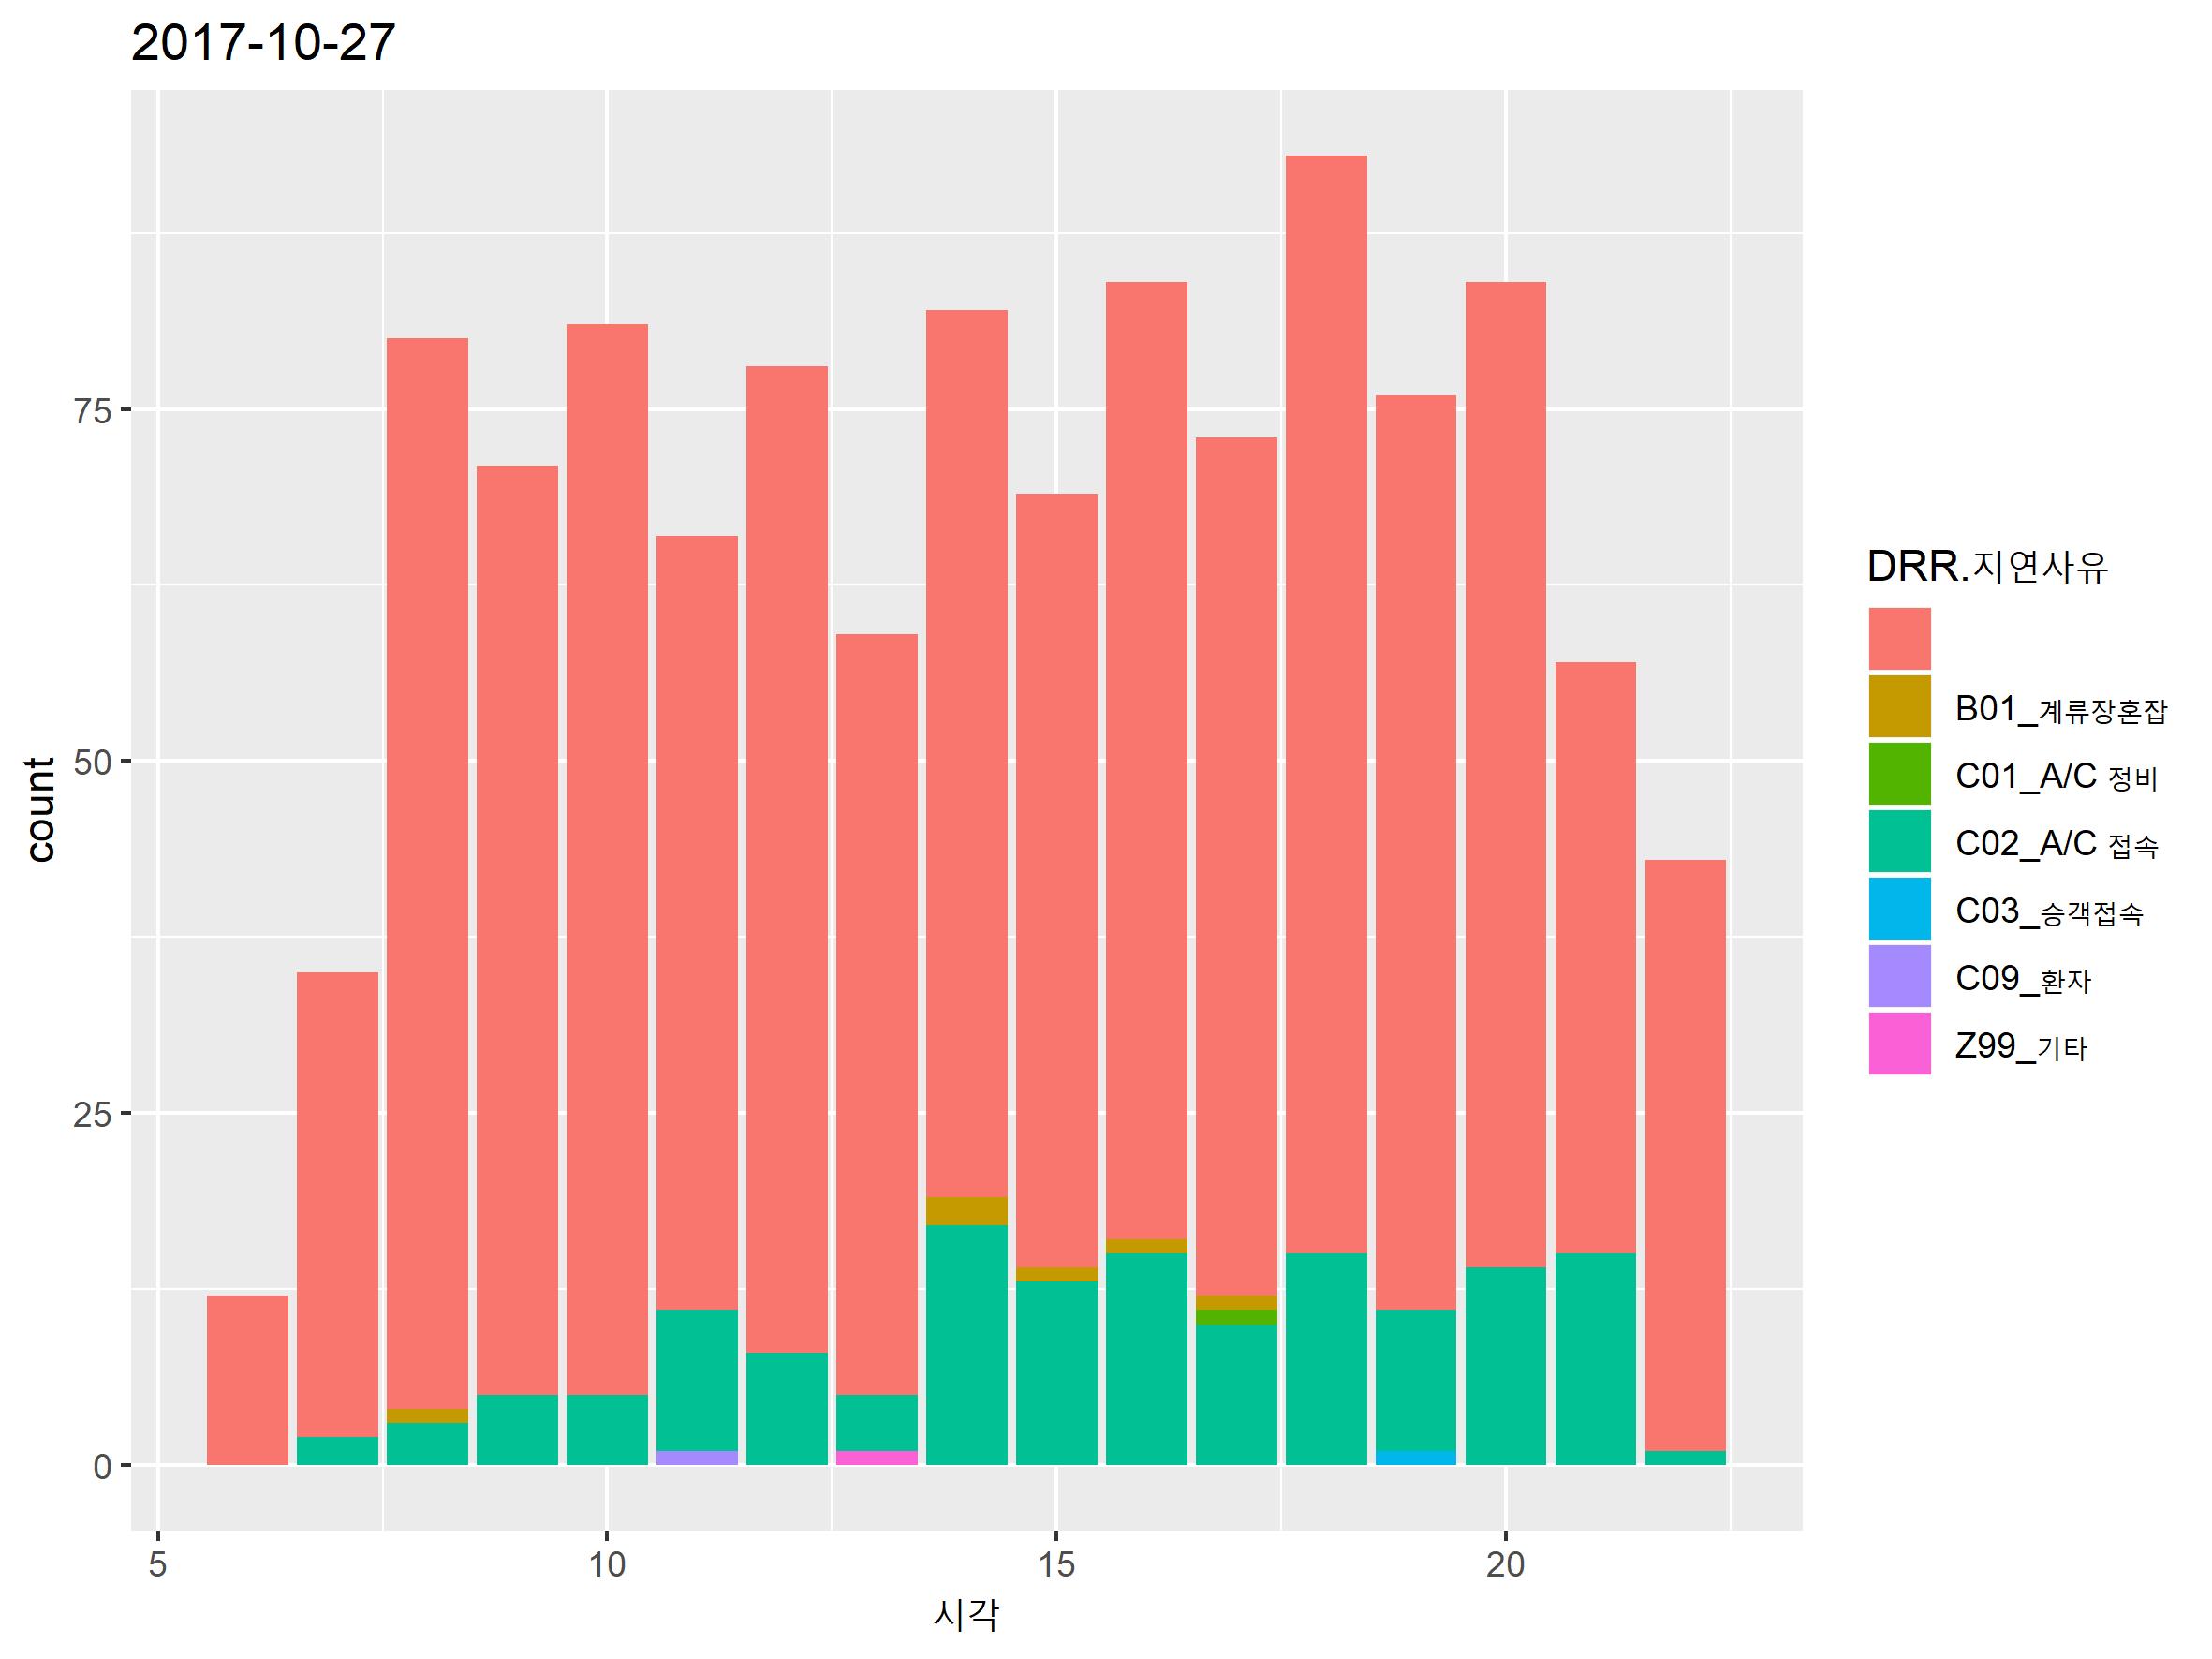 2017-10-27
count
75
50
25
0
5 10 15 20
시각
DRR.지연사유
B01_계류장혼잡
C01_A/C 정비
C02_A/C 접속
C03_승객접속
C09_환자
Z99_기타